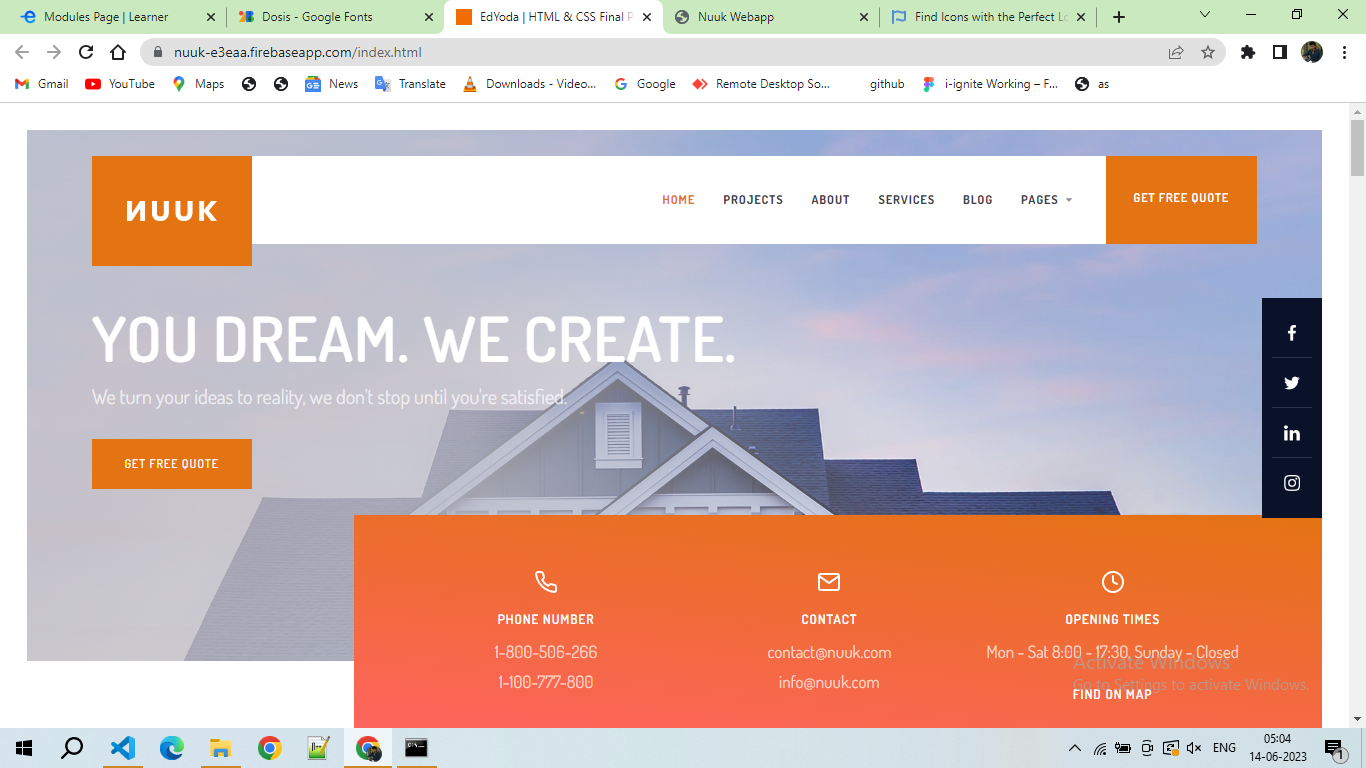 Modules Page | Learner
Dosis - Google Fonts
EdYoda | HTML & CSS Final P
Nuuk Webapp
Find Icons with the Perfect Lo
nuuk-e3eaa.firebaseapp.com/index.html
Gmail
YouTube
Maps
News
Translate
Downloads - Video...
Google
Remote Desktop So...
github
i-ignite Working – F...
as
NUUK
HOME
PROJECTS
ABOUT
SERVICES
BLOG
PAGES
GET FREE QUOTE
YOU DREAM. WE CREATE.
We turn your ideas to reality, we don't stop until you're satisfied.
GET FREE QUOTE
PHONE NUMBER
1-800-506-266
1-100-777-800
CONTACT
contact@nuuk.com
info@nuuk.com
OPENING TIMES
Mon - Sat 8:00 - 17:30, Sunday - Closed
FIND ON MAP
Activate Windows
Go to Settings to activate Windows.
ENG
05:04
14-06-2023
1